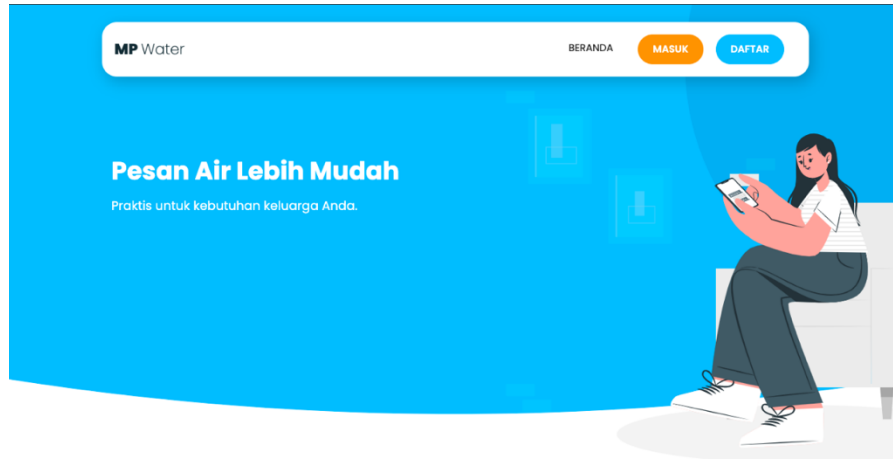 MP Water
BERANDA
MASUK
DAFTAR
Pesan Air Lebih Mudah
Praktis untuk kebutuhan keluarga Anda.